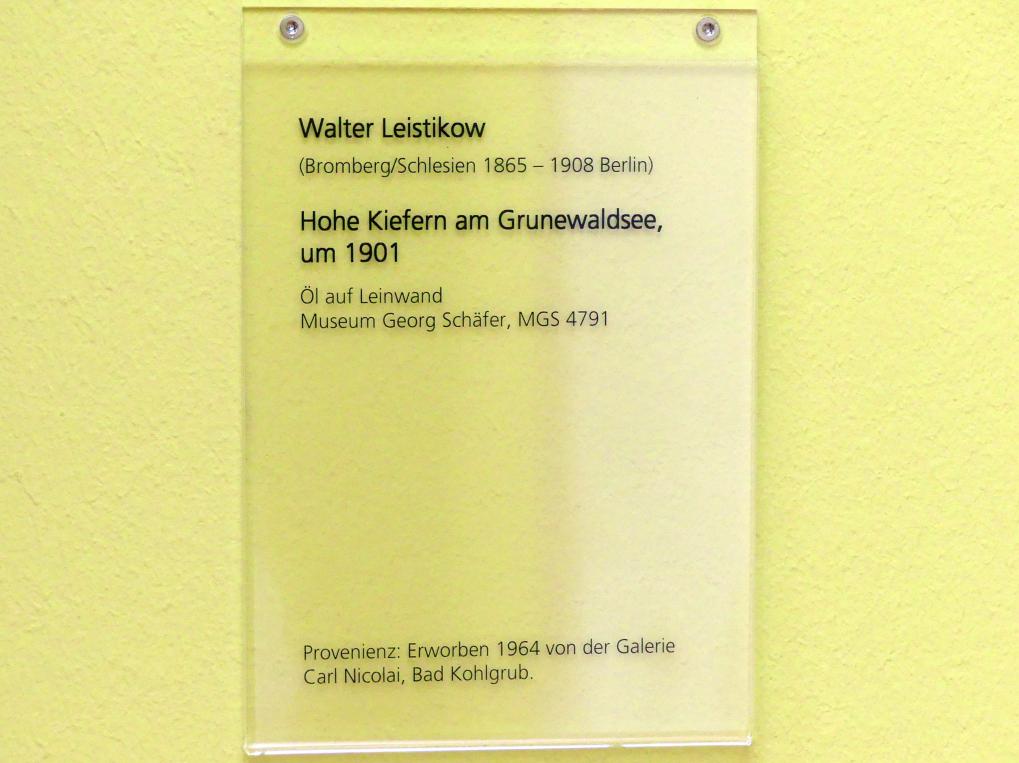 Walter Leistikow
(Bromberg/Schlesien 1865 – 1908 Berlin)
Hohe Kiefern am Grunewaldsee,
um 1901
Öl auf Leinwand
Museum Georg Schäfer, MGS 4791
Provenienz: Erworben 1964 von der Galerie
Carl Nicolai, Bad Kohlgrub.